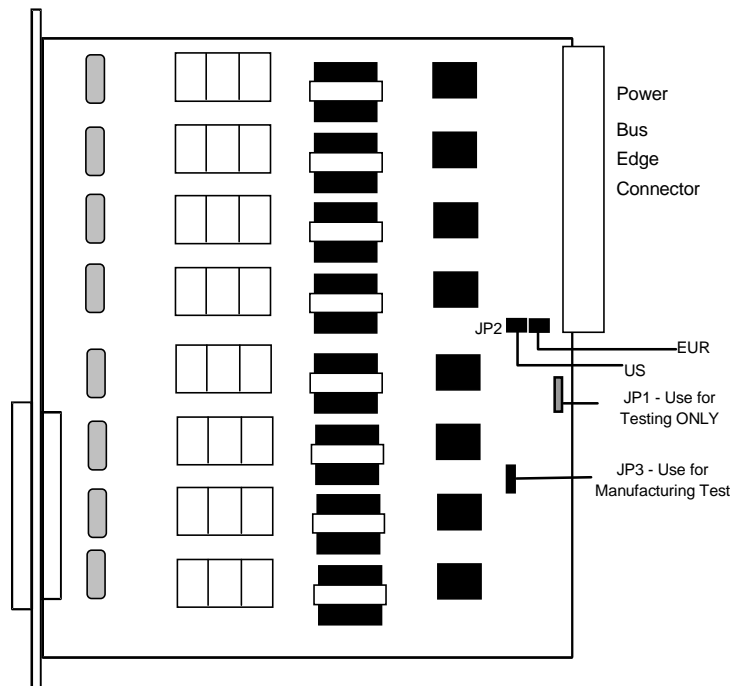 Power
Bus
Edge
Connector
JP2
EUR
US
JP1 - Use for
Testing ONLY
JP3 - Use for
Manufacturing Test